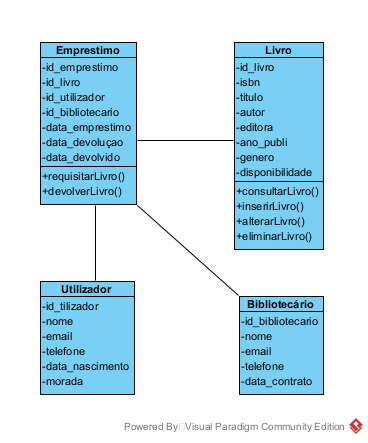 Emprestimo
-id_emprestimo
-id_livro
-id_utilizador
-id_bibliotecario
-data_emprestimo
-data_devoluçao
-data_devolvido
+requisitarLivro()
+devolverLivro()
Livro
-id_livro
-isbn
-titulo
-autor
-editora
-ano_publi
-genero
-disponibilidade
+consultarLivro()
+inserirLivro()
+alterarLivro()
+eliminarLivro()
Utilizador
-id_tilizador
-nome
-email
-telefone
-data_nascimento
-morada
Bibliotecário
-id_bibliotecario
-nome
-email
-telefone
-data_contrato
Powered By Visual Paradigm Community Edition